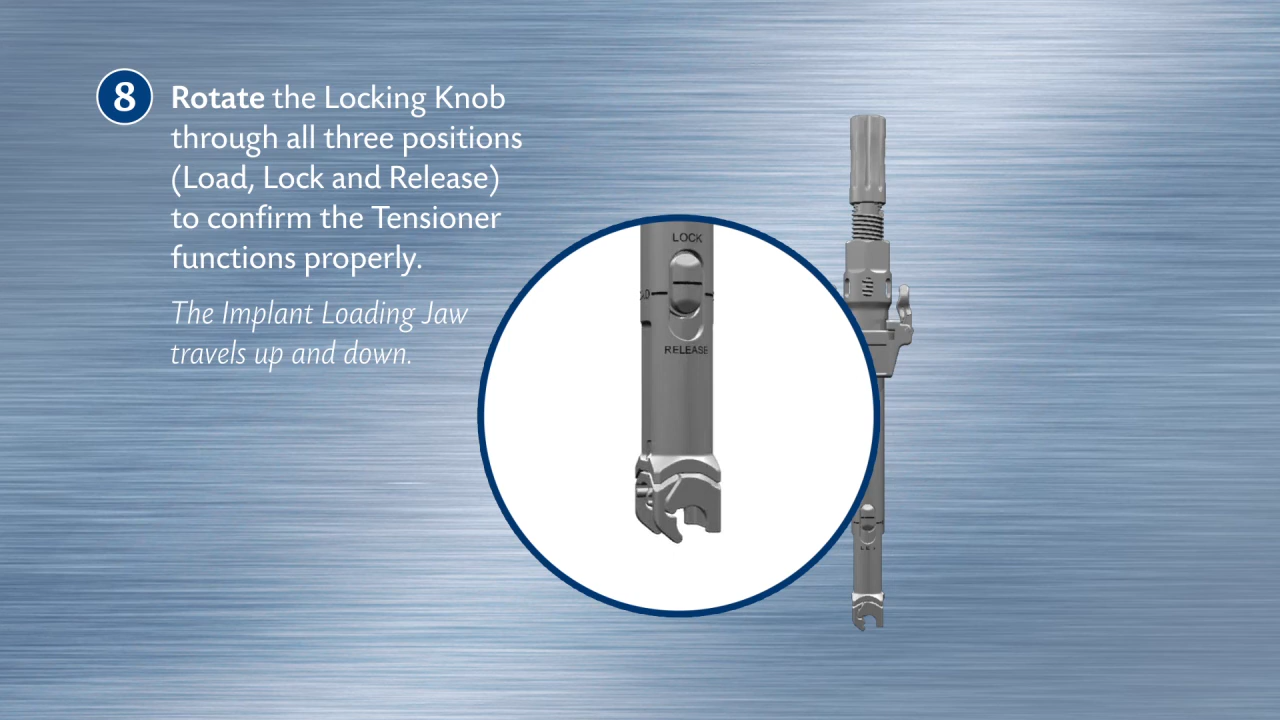 8
Rotate the Locking Knob
through all three positions
(Load, Lock and Release)
to confirm the Tensioner
functions properly.
The Implant Loading Jaw
travels up and down.
LOCK
RELEASE